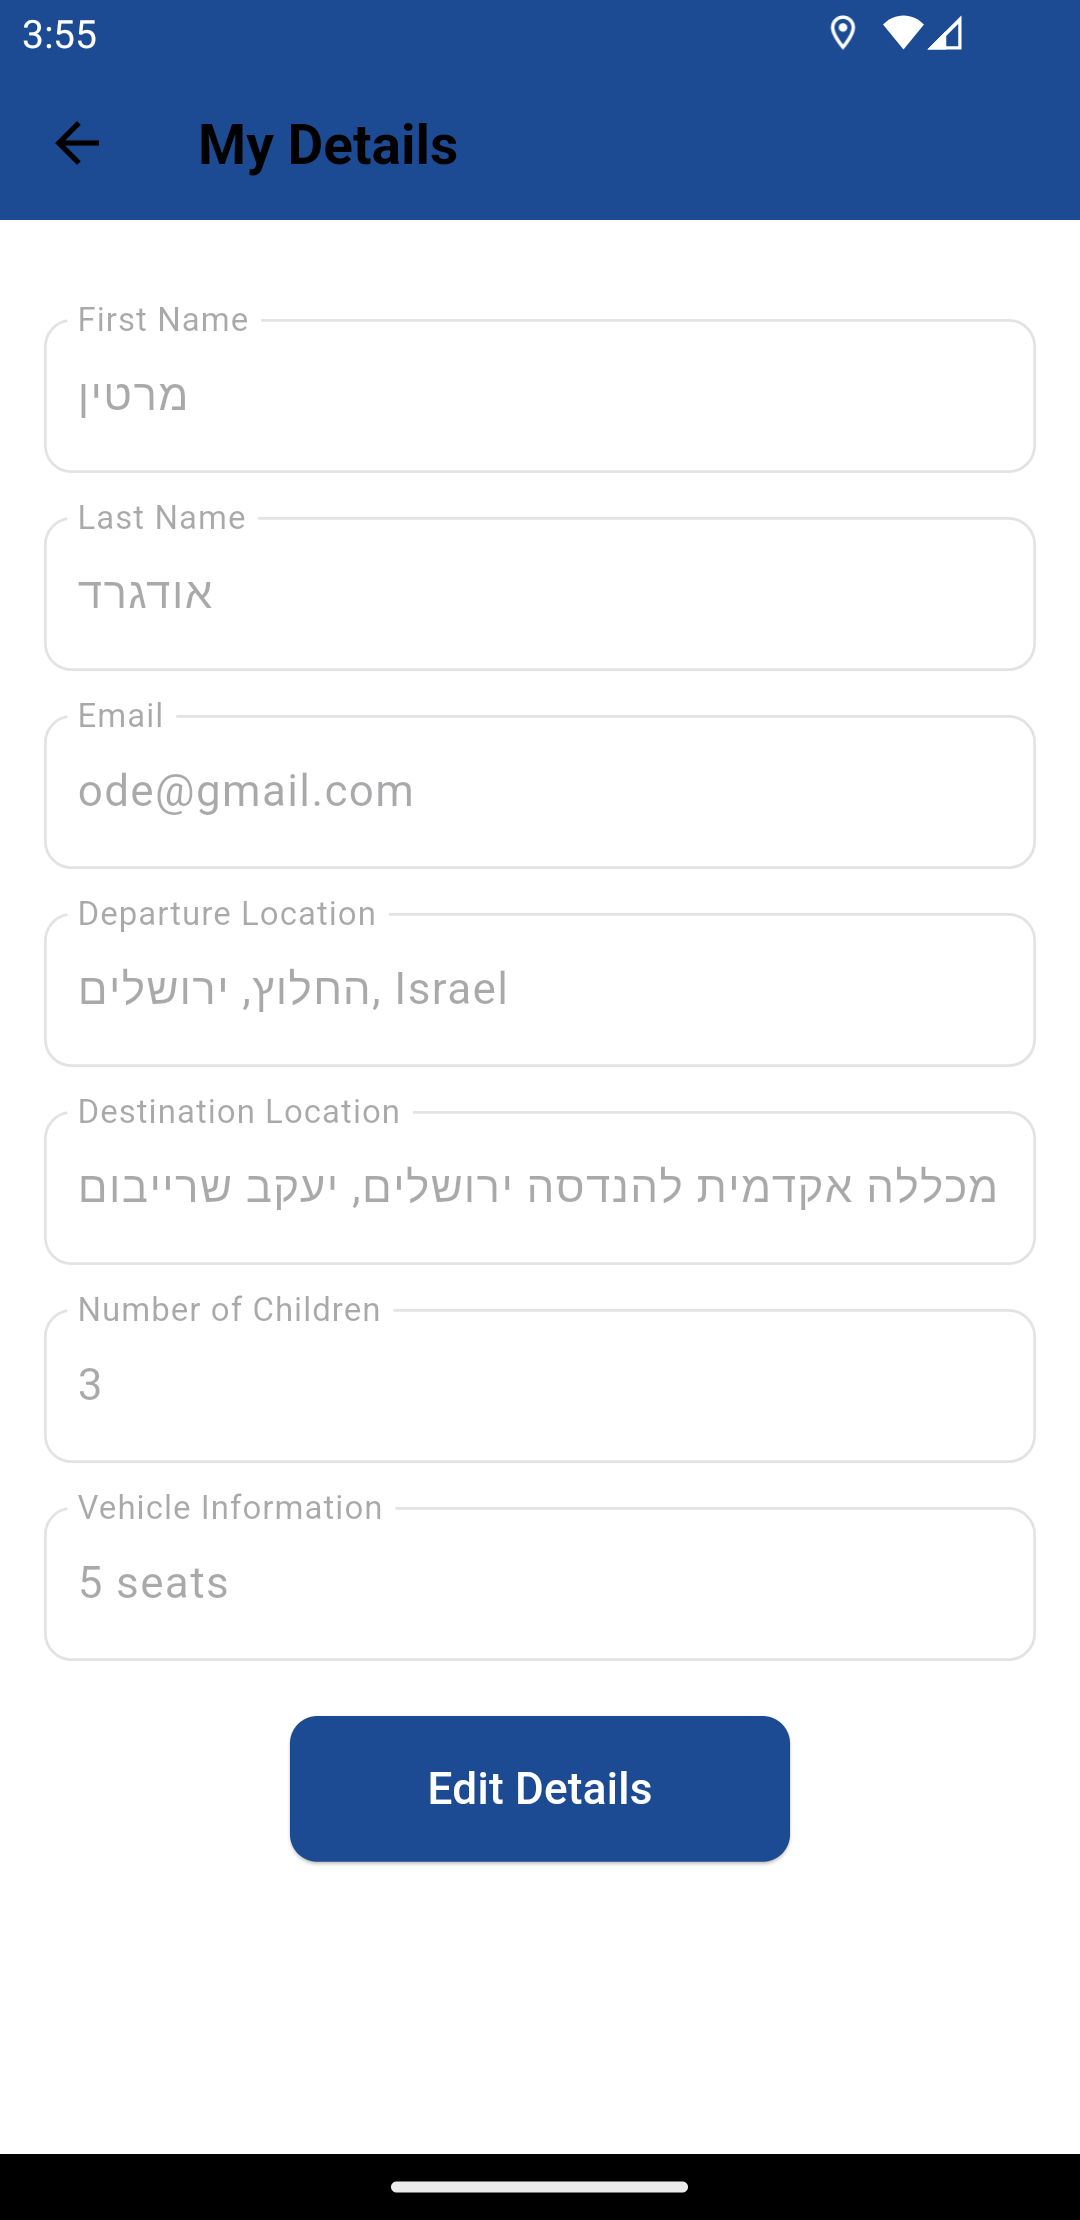 3:55
My Details
First Name
מרטין
Last Name
אודגרד
Email
ode@gmail.com
Departure Location
החלוץ, ירושלים, Israel
Destination Location
מכללה אקדמית להנדסה ירושלים, יעקב שרייבום
Number of Children
3
Vehicle Information
5 seats
Edit Details